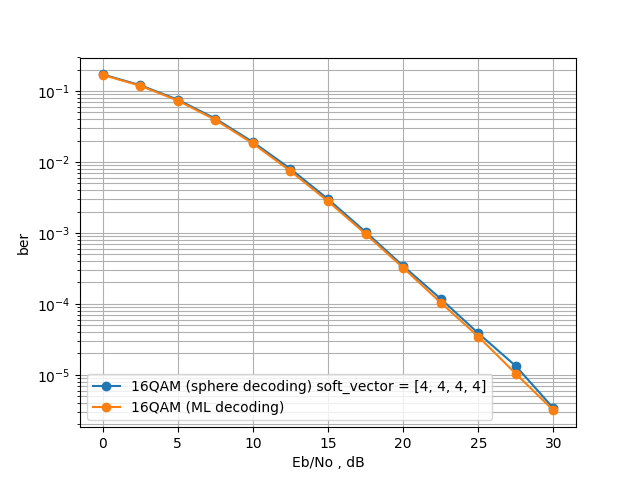 10⁻¹
10⁻²
10⁻³
10⁻⁴
10⁻⁵
ber
16QAM (sphere decoding) soft_vector = [4, 4, 4, 4]
16QAM (ML decoding)
0 5 10 15 20 25 30
Eb/No , dB